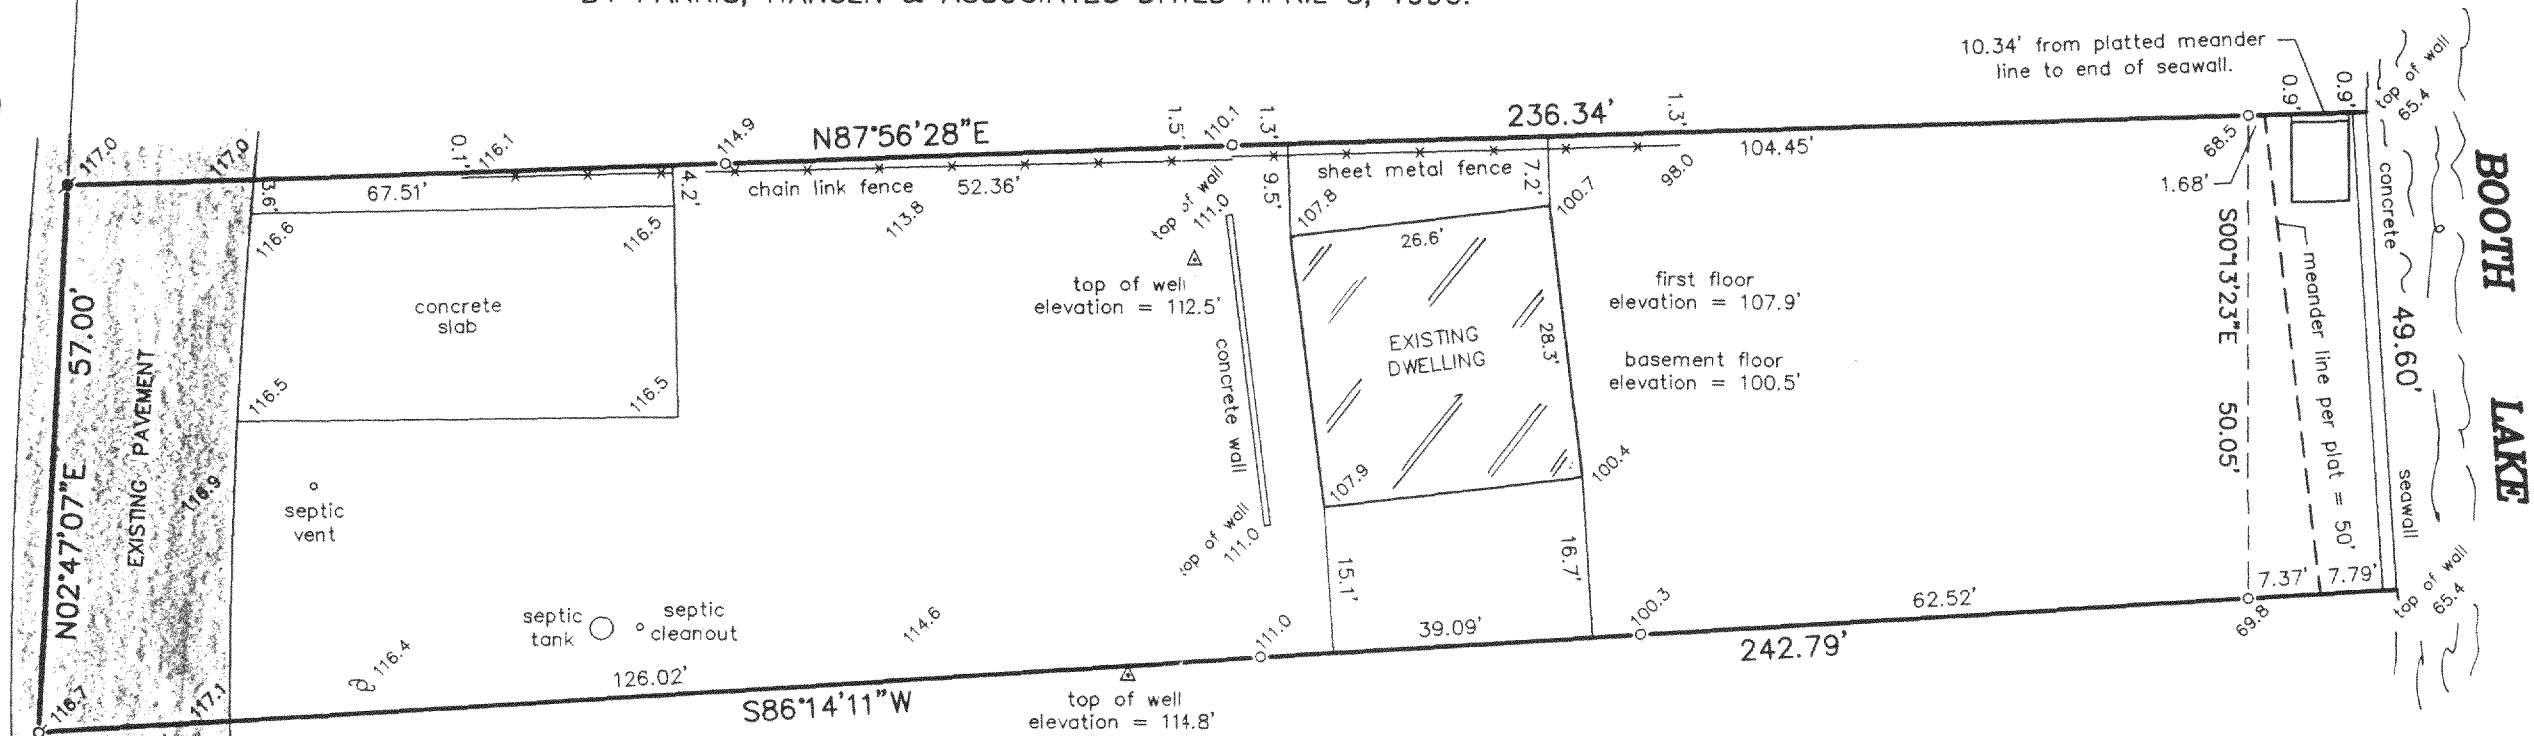 10.34' from platted meander
line to end of seawall.
0.9'
0.9'
top of wall
65.4
117.0
117.0
0.1'
116.1
114.9
N87°56'28"E
1.5'
110.1
1.3'
236.34'
1.3'
104.45'
68.5
1.68'
3.6'
67.51'
4.2'
chain link fence
52.36'
113.8
top of wall
111.0
9.5'
sheet metal fence
7.2'
98.0
107.8
100.7
26.6'
116.6
116.5
concrete
slab
116.5
116.5
top of well
elevation = 112.5'
concrete wall
EXISTING
DWELLING
28.3'
first floor
elevation = 107.9'
basement floor
elevation = 100.5'
S00°13'23"E 50.05'
meander line per plat = 50'
concrete
49.60'
seawall
BOOTH LAKE
57.00'
N02°47'07"E
EXISTING PAVEMENT
116.9
septic
vent
107.9
100.4
top of wall
111.0
15.1'
16.7'
septic
tank
septic
cleanout
114.6
116.4
126.02'
111.0
39.09'
100.3
62.52'
7.37'
7.79'
69.8
top of wall
65.4
116.7
117.1
S86°14'11"W
top of well
elevation = 114.8'
242.79'